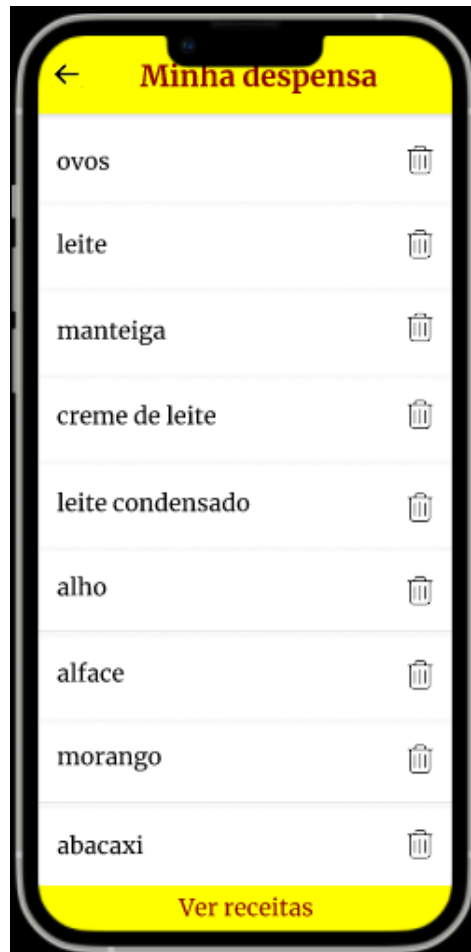 Minha despensa
ovos
leite
manteiga
creme de leite
leite condensado
alho
alface
morango
abacaxi
Ver receitas